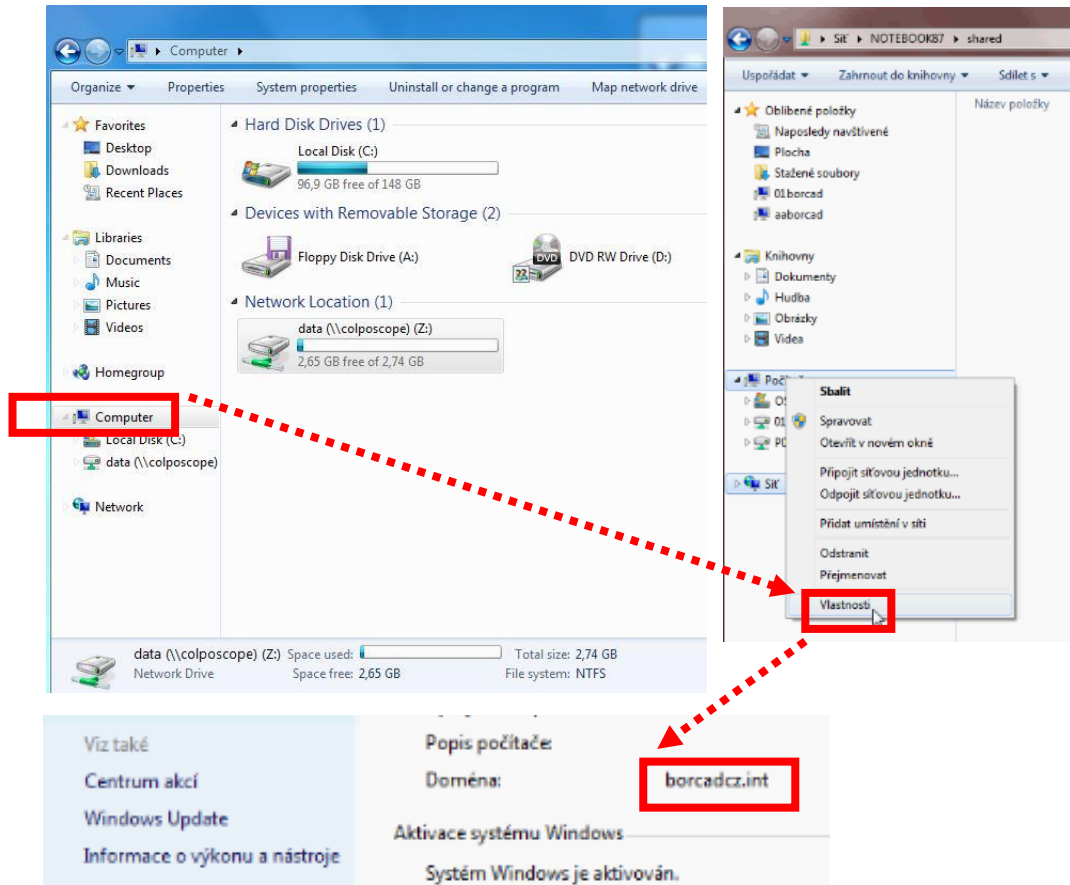 Computer
Organize Properties System properties Uninstall or change a program Map network drive
Favorites
Desktop
Downloads
Recent Places
Libraries
Documents
Music
Pictures
Videos
Homegroup
Computer
Local Disk (C:)
data (\\colposcope)
Network
Hard Disk Drives (1)
Local Disk (C:)
96,9 GB free of 148 GB
Devices with Removable Storage (2)
Floppy Disk Drive (A:) DVD RW Drive (D:)
Network Location (1)
data (\\colposcope) (Z:)
2,65 GB free of 2,74 GB
data (\\colposcope) (Z:) Space used: Total size: 2,74 GB
Network Drive Space free: 2,65 GB File system: NTFS
Síť NOTEBOOK87 shared
Uspořádat Zahrnout do knihovny Sdílet s
Název položky
Oblíbené položky
Naposledy navštívené
Plocha
Stažené soubory
01borcad
aaborcad
Knihovny
Dokumenty
Hudba
Obrázky
Videa
Síť
Sbalit
Spravovat
Otevřít v novém okně
Připojit síťovou jednotku...
Odpojit síťovou jednotku...
Přidat umístění v síti
Odstranit
Přejmenovat
Vlastnosti
Viz také
Centrum akcí
Windows Update
Informace o výkonu a nástroje
Popis počítače:
Doména: borcadcz.int
Aktivace systému Windows
Systém Windows je aktivován.